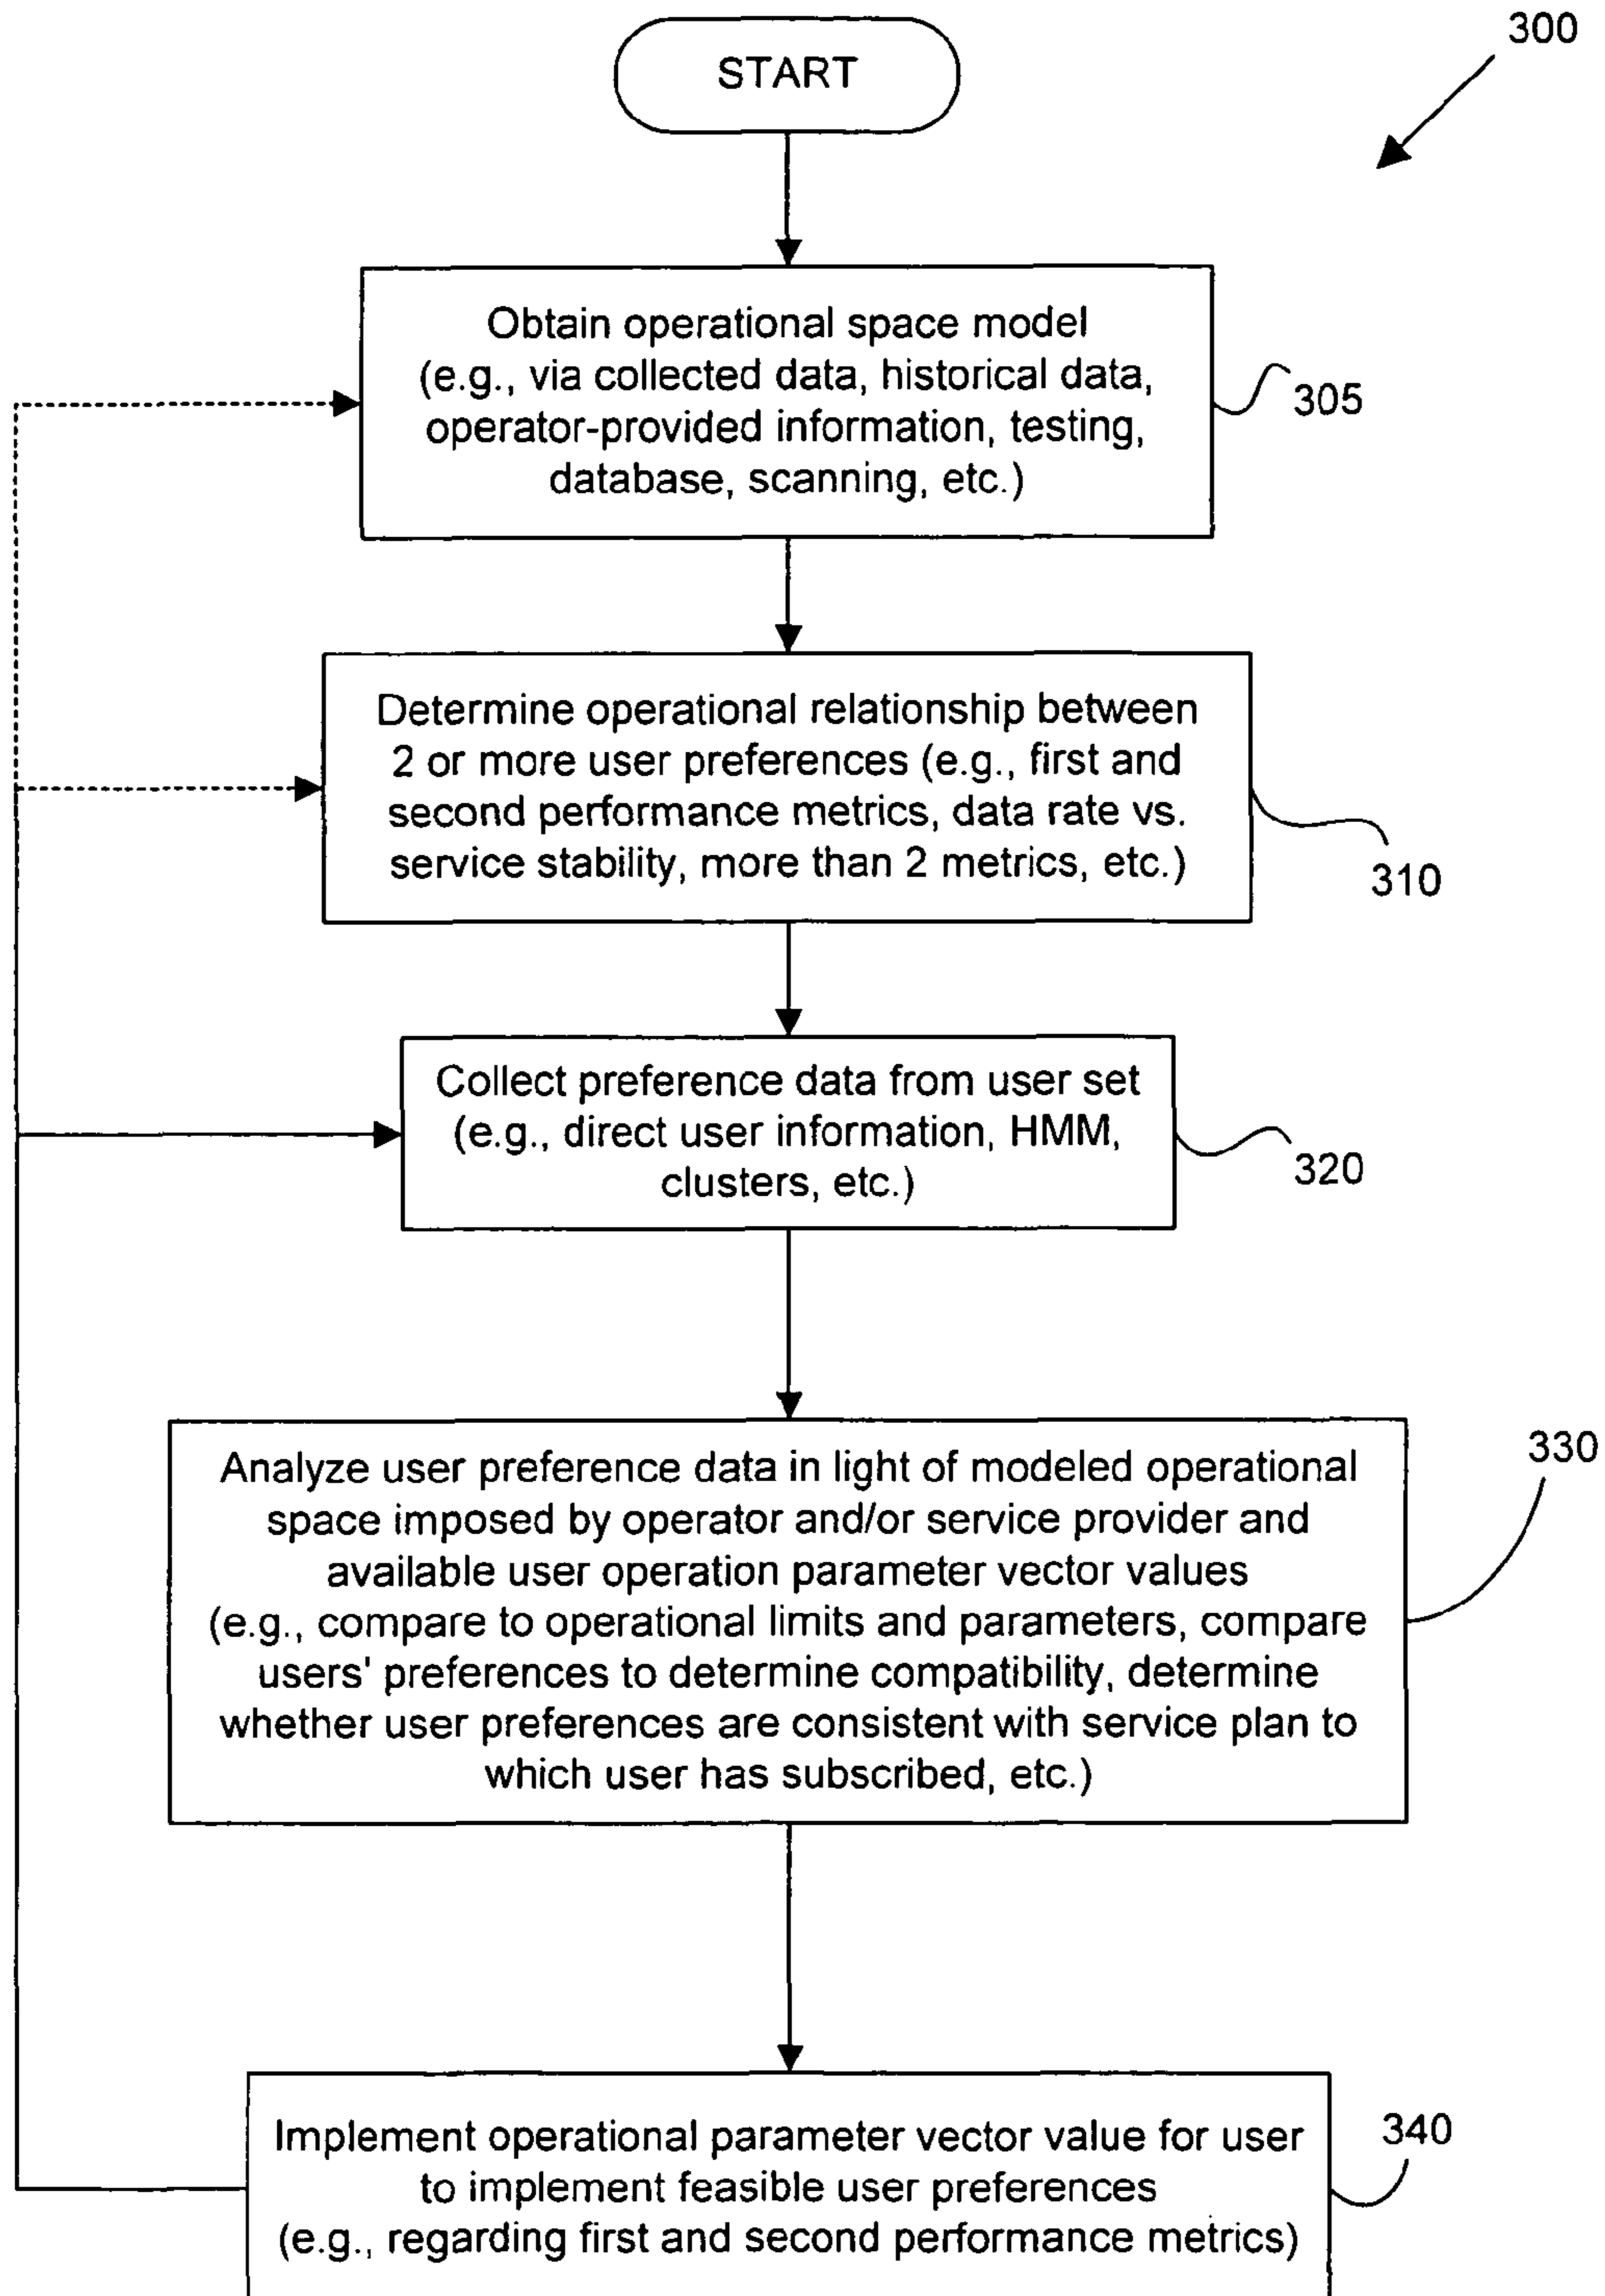 300
START
Obtain operational space model
(e.g., via collected data, historical data,
operator-provided information, testing,
database, scanning, etc.)
305
Determine operational relationship between
2 or more user preferences (e.g., first and
second performance metrics, data rate vs.
service stability, more than 2 metrics, etc.)
310
Collect preference data from user set
(e.g., direct user information, HMM,
clusters, etc.)
320
Analyze user preference data in light of modeled operational
space imposed by operator and/or service provider and
available user operation parameter vector values
(e.g., compare to operational limits and parameters, compare
users' preferences to determine compatibility, determine
whether user preferences are consistent with service plan to
which user has subscribed, etc.)
330
Implement operational parameter vector value for user
to implement feasible user preferences
(e.g., regarding first and second performance metrics)
340